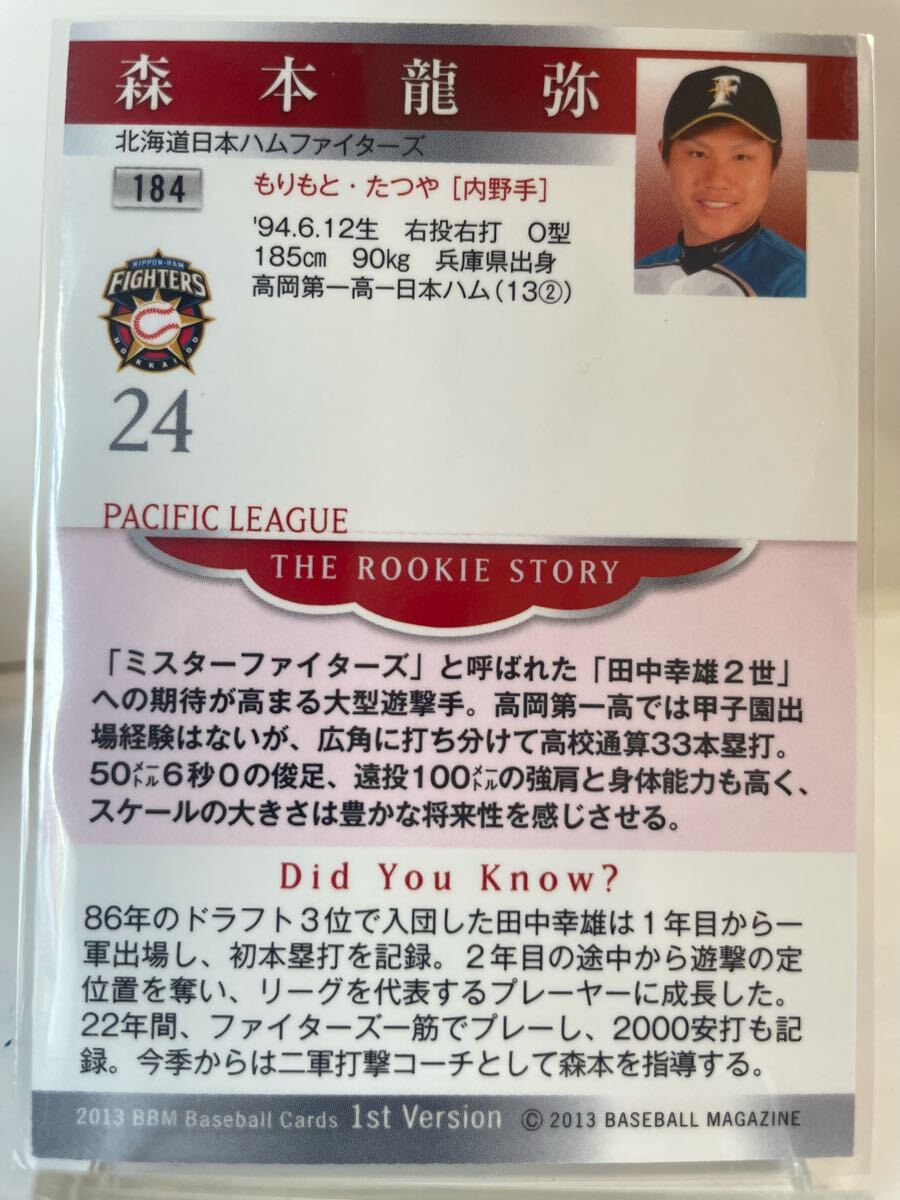 森本龍弥
北海道日本ハムファイターズ
184
もりもと・たつや［内野手］
'94.6.12生 右投右打 O型
185cm 90kg 兵庫県出身
高岡第一高ー日本ハム(13②)
F
NIPPON-HAM
FIGHTERS
HOKKAIDO
24
PACIFIC LEAGUE
THE ROOKIE STORY
「ミスターファイターズ」と呼ばれた「田中幸雄２世」
への期待が高まる大型遊撃手。高岡第一高では甲子園出
場経験はないが、広角に打ち分けて高校通算33本塁打。
50㍍６秒０の俊足、遠投100㍍の強肩と身体能力も高く、
スケールの大きさは豊かな将来性を感じさせる。
Did You Know?
86年のドラフト３位で入団した田中幸雄は１年目から一
軍出場し、初本塁打を記録。２年目の途中から遊撃の定
位置を奪い、リーグを代表するプレーヤーに成長した。
22年間、ファイターズ一筋でプレーし、2000安打も記
録。今季からは二軍打撃コーチとして森本を指導する。
2013 BBM Baseball Cards 1st Version © 2013 BASEBALL MAGAZINE